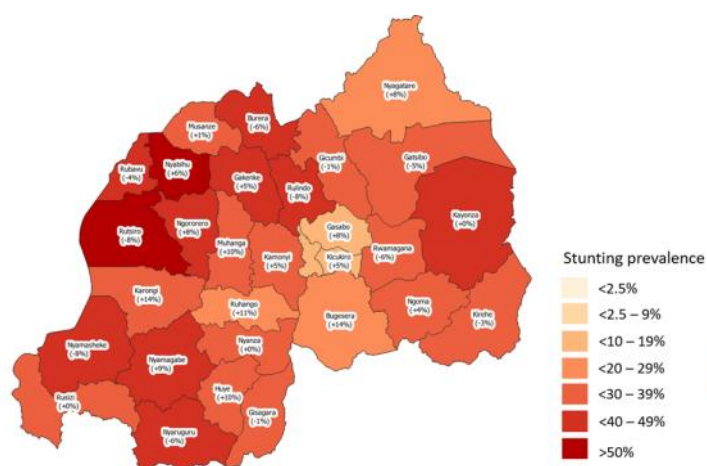 Nyagatare
(+8%)
Burera
(-6%)
Musanze
(+1%)
Gicumbi
(-1%)
Gatsibo
(-5%)
Rubavu
(-4%)
Nyabihu
(+6%)
Gakenke
(+5%)
Rulindo
(-8%)
Kayonza
(+0%)
Rutsiro
(-8%)
Ngororero
(+8%)
Gasabo
(+8%)
Muhanga
(+10%)
Kamonyi
(+5%)
Kicukiro
(+5%)
Rwamagana
(-6%)
Karongi
(+14%)
Ruhango
(+11%)
Bugesera
(+14%)
Ngoma
(+4%)
Kirehe
(-3%)
Nyamasheke
(-8%)
Nyanza
(+0%)
Nyamagabe
(+9%)
Huye
(+10%)
Rusizi
(+0%)
Gisagara
(-1%)
Nyaruguru
(-6%)
Stunting prevalence
<2.5%
<2.5 – 9%
<10 – 19%
<20 – 29%
<30 – 39%
<40 – 49%
>50%